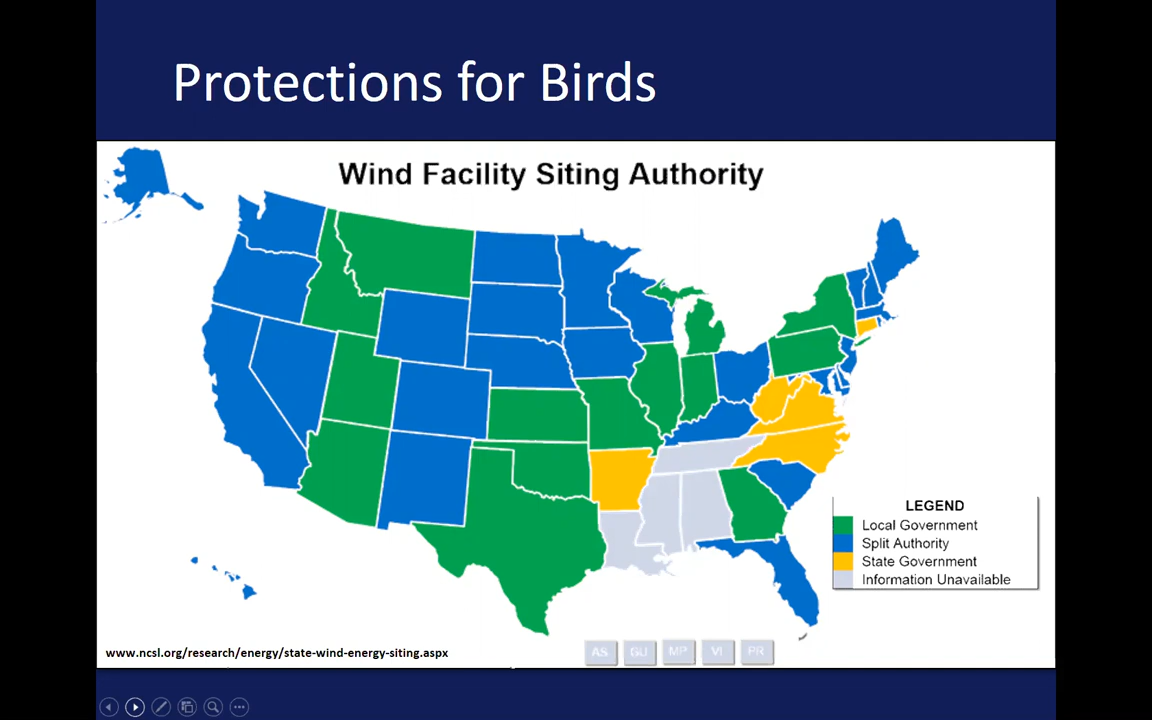 Protections for Birds
Wind Facility Siting Authority
LEGEND
Local Government
Split Authority
State Government
Information Unavailable
www.ncsl.org/research/energy/state-wind-energy-siting.aspx
AS GU MP VI PR